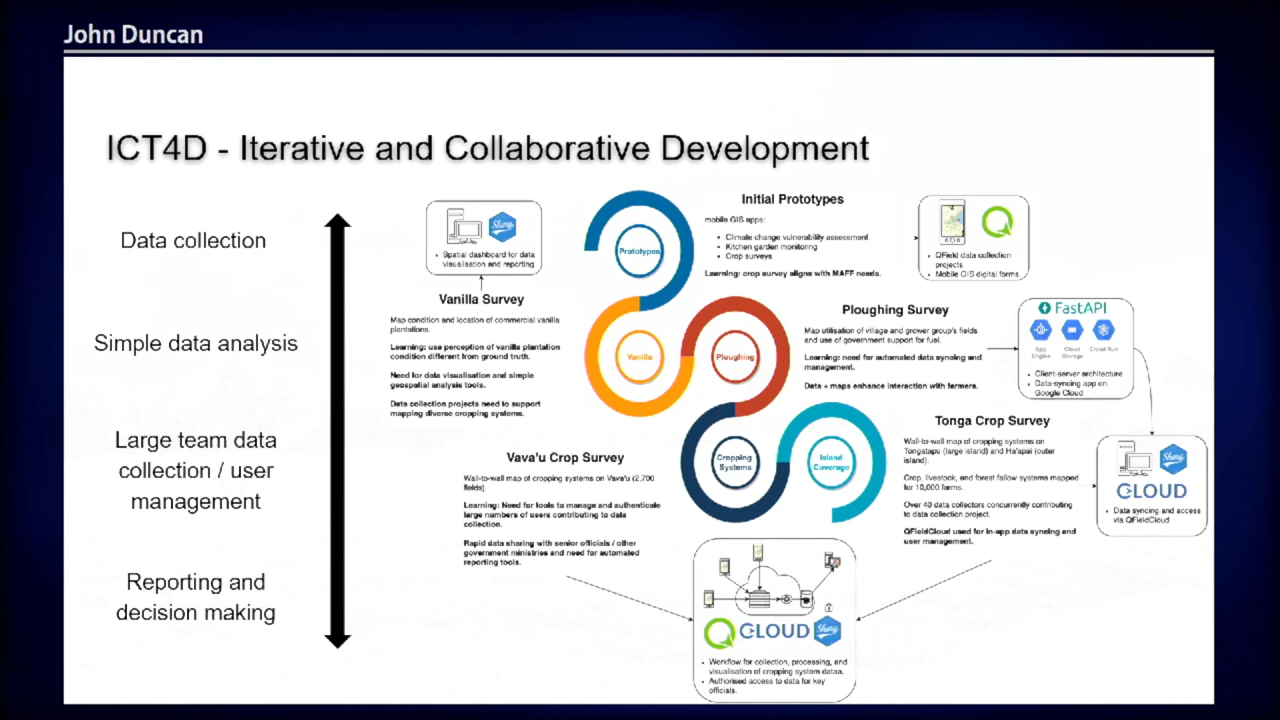 John Duncan
ICT4D - Iterative and Collaborative Development
Data collection
Simple data analysis
Large team data
collection / user
management
Reporting and
decision making
Shiny
• Spatial dashboard for data
visualisation and reporting
Prototypes
Initial Prototypes
mobile GIS apps:
• Climate change vulnerability assessment
• Kitchen garden monitoring
• Crop surveys
Learning: crop survey aligns with MAFF needs.
• QField data collection
projects.
• Mobile GIS digital forms.
Vanilla Survey
Map condition and location of commercial vanilla
plantations.
Learning: use perception of vanilla plantation
condition different from ground truth.
Need for data visualisation and simple
geospatial analysis tools.
Data collection projects need to support
mapping diverse cropping systems.
Vanilla
Ploughing
Ploughing Survey
Map utilisation of village and grower group's fields
and use of government support for fuel.
Learning: need for automated data syncing and
management.
Data + maps enhance interaction with farmers.
FastAPI
App
Engine
Cloud
Storage
Cloud Run
• Client-server architecture
• Data-syncing app on
Google Cloud
Vava'u Crop Survey
Wall-to-wall map of cropping systems on Vava'u (2,700
fields)
Learning: Need for tools to manage and authenticate
large numbers of users contributing to data
collection.
Rapid data sharing with senior officials / other
government ministries and need for automated
reporting tools.
Cropping
Systems
Island
Coverage
Tonga Crop Survey
Wall-to-wall map of cropping systems on
Tongatapu (large island) and Ha'apai (outer
island).
Crop, livestock, and forest fallow systems mapped
for 10,000 farms.
Over 40 data collectors concurrently contributing
to data collection project.
QFieldCloud used for in-app data syncing and
user management.
Shiny
CLOUD
• Data syncing and access
via QFieldCloud
CLOUD
Shiny
• Workflow for collection, processing, and
visualisation of cropping system dataa.
• Authorised access to data for key
officials.